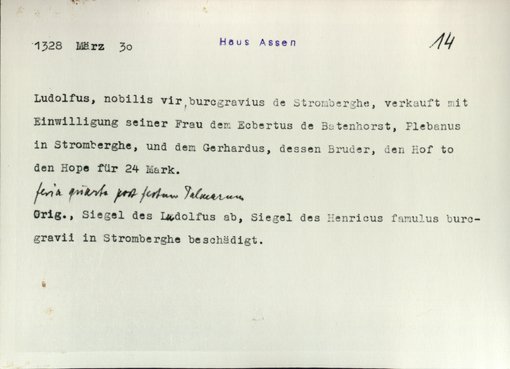 1328 März 30 Haus Assen 14
Ludolfus, nobilis vir, burcgravius de Stromberghe, verkauft mit
Einwilligung seiner Frau dem Ecbertus de Batenhorst, Plebanus
in Stromberghe, und dem Gerhardus, dessen Bruder, den Hof to
den Hope für 24 Mark.
feria quarta post festum Palmarum
Orig., Siegel des Ludolfus ab, Siegel des Henricus famulus burc-
gravii in Stromberghe beschädigt.